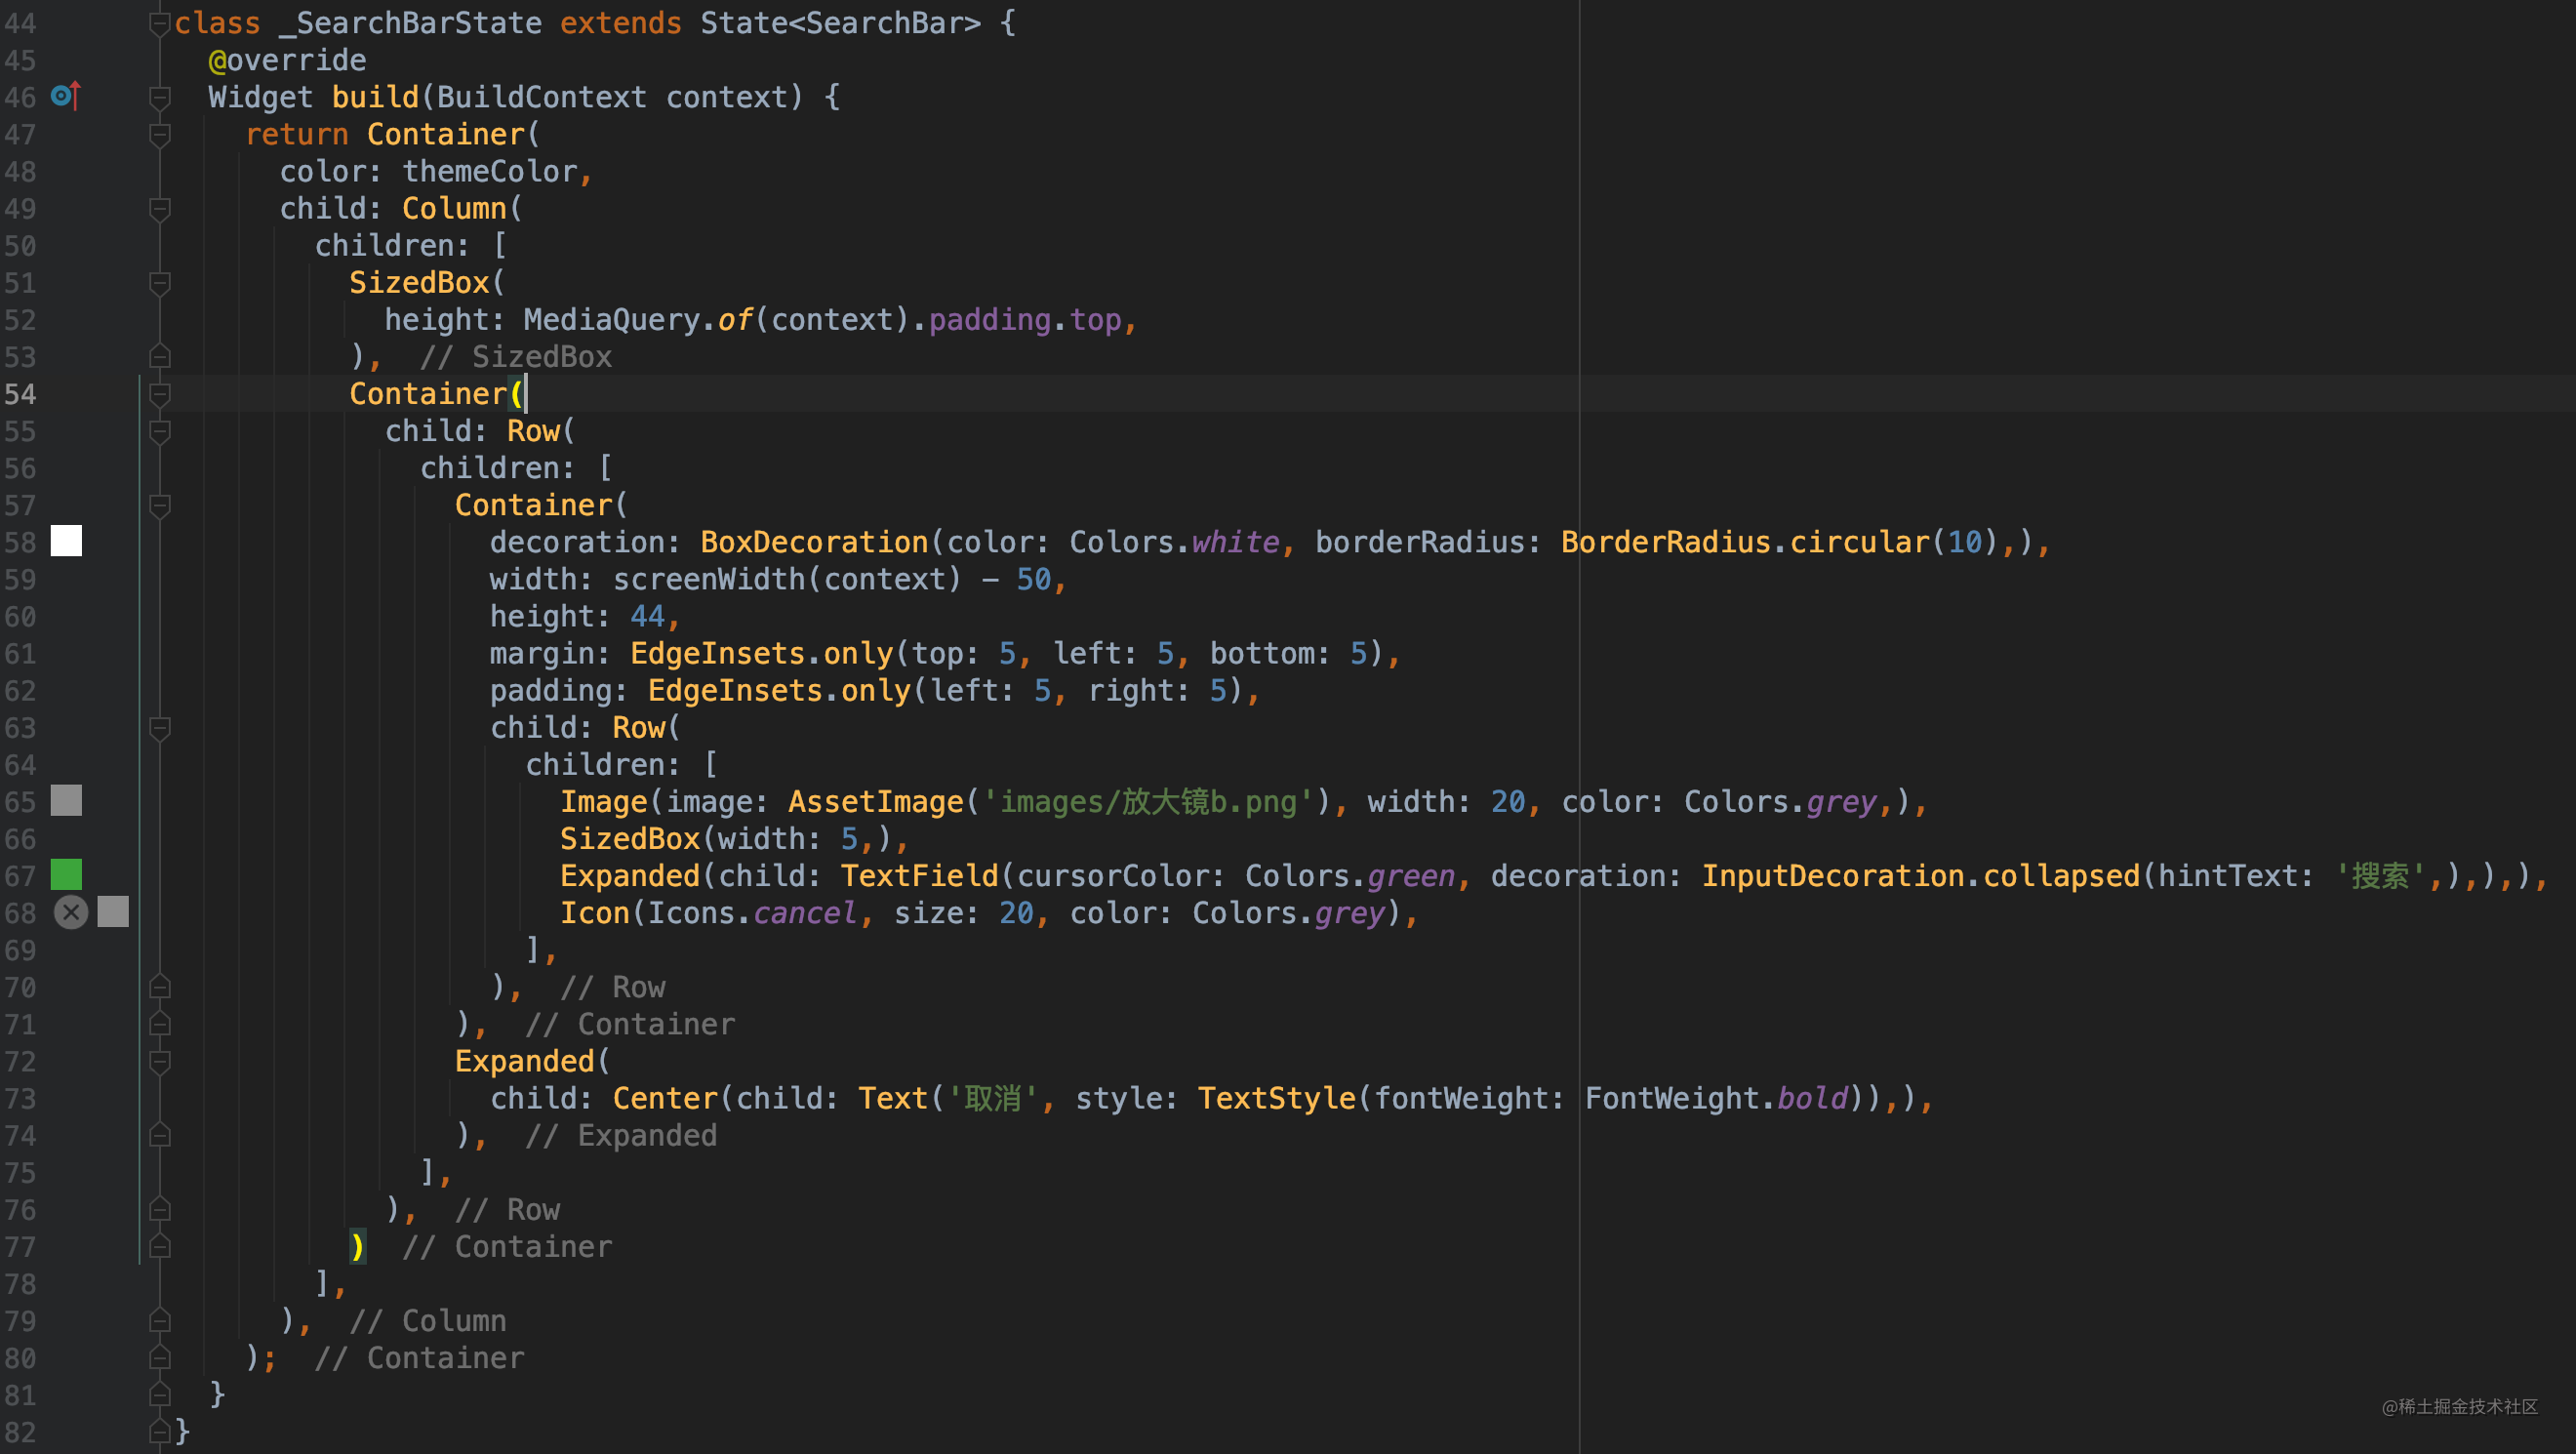 44 class _SearchBarState extends State<SearchBar> {
45   @override
46   Widget build(BuildContext context) {
47     return Container(
48       color: themeColor,
49       child: Column(
50         children: [
51           SizedBox(
52             height: MediaQuery.of(context).padding.top,
53           ), // SizedBox
54           Container(
55             child: Row(
56               children: [
57                 Container(
58                   decoration: BoxDecoration(color: Colors.white, borderRadius: BorderRadius.circular(10),),
59                   width: screenWidth(context) - 50,
60                   height: 44,
61                   margin: EdgeInsets.only(top: 5, left: 5, bottom: 5),
62                   padding: EdgeInsets.only(left: 5, right: 5),
63                   child: Row(
64                     children: [
65                       Image(image: AssetImage('images/放大镜b.png'), width: 20, color: Colors.grey,),
66                       SizedBox(width: 5,),
67                       Expanded(child: TextField(cursorColor: Colors.green, decoration: InputDecoration.collapsed(hintText: '搜索',),),),
68                       Icon(Icons.cancel, size: 20, color: Colors.grey),
69                     ],
70                   ), // Row
71                 ), // Container
72                 Expanded(
73                   child: Center(child: Text('取消', style: TextStyle(fontWeight: FontWeight.bold)),),
74                 ), // Expanded
75               ],
76             ), // Row
77           ) // Container
78         ],
79       ), // Column
80     ); // Container
81   }
82 }
@稀土掘金技术社区